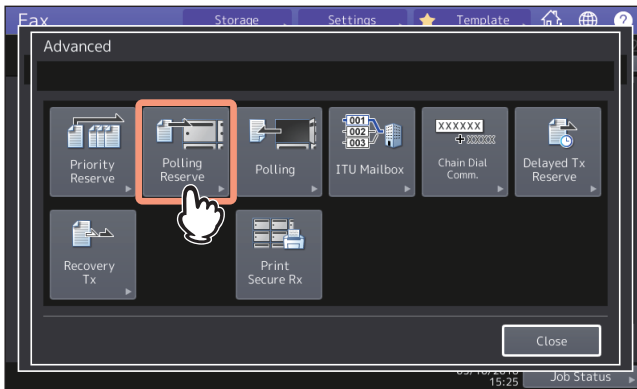 Fax
Storage
Settings
Template
?
Advanced
Priority
Reserve
Polling
Reserve
Polling
001
002
003
ITU Mailbox
XXXXXX
XXXXXXX
Chain Dial
Comm.
Delayed Tx
Reserve
Recovery
Tx
Print
Secure Rx
Close
15:25
Job Status